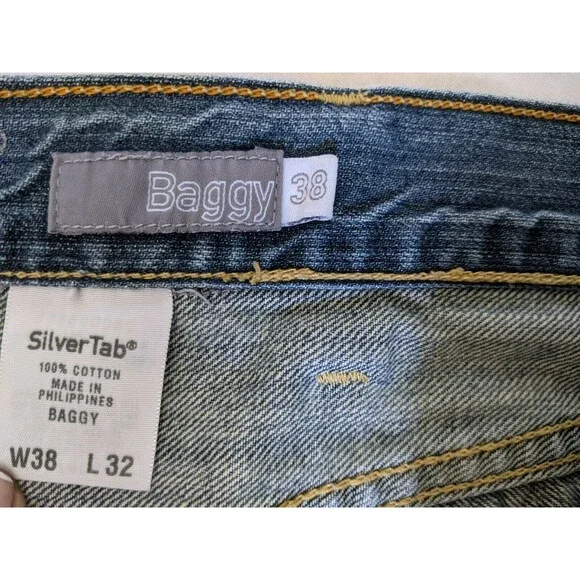 Baggy 38
SilverTab®
100% COTTON
MADE IN
PHILIPPINES
BAGGY
W38 L 32